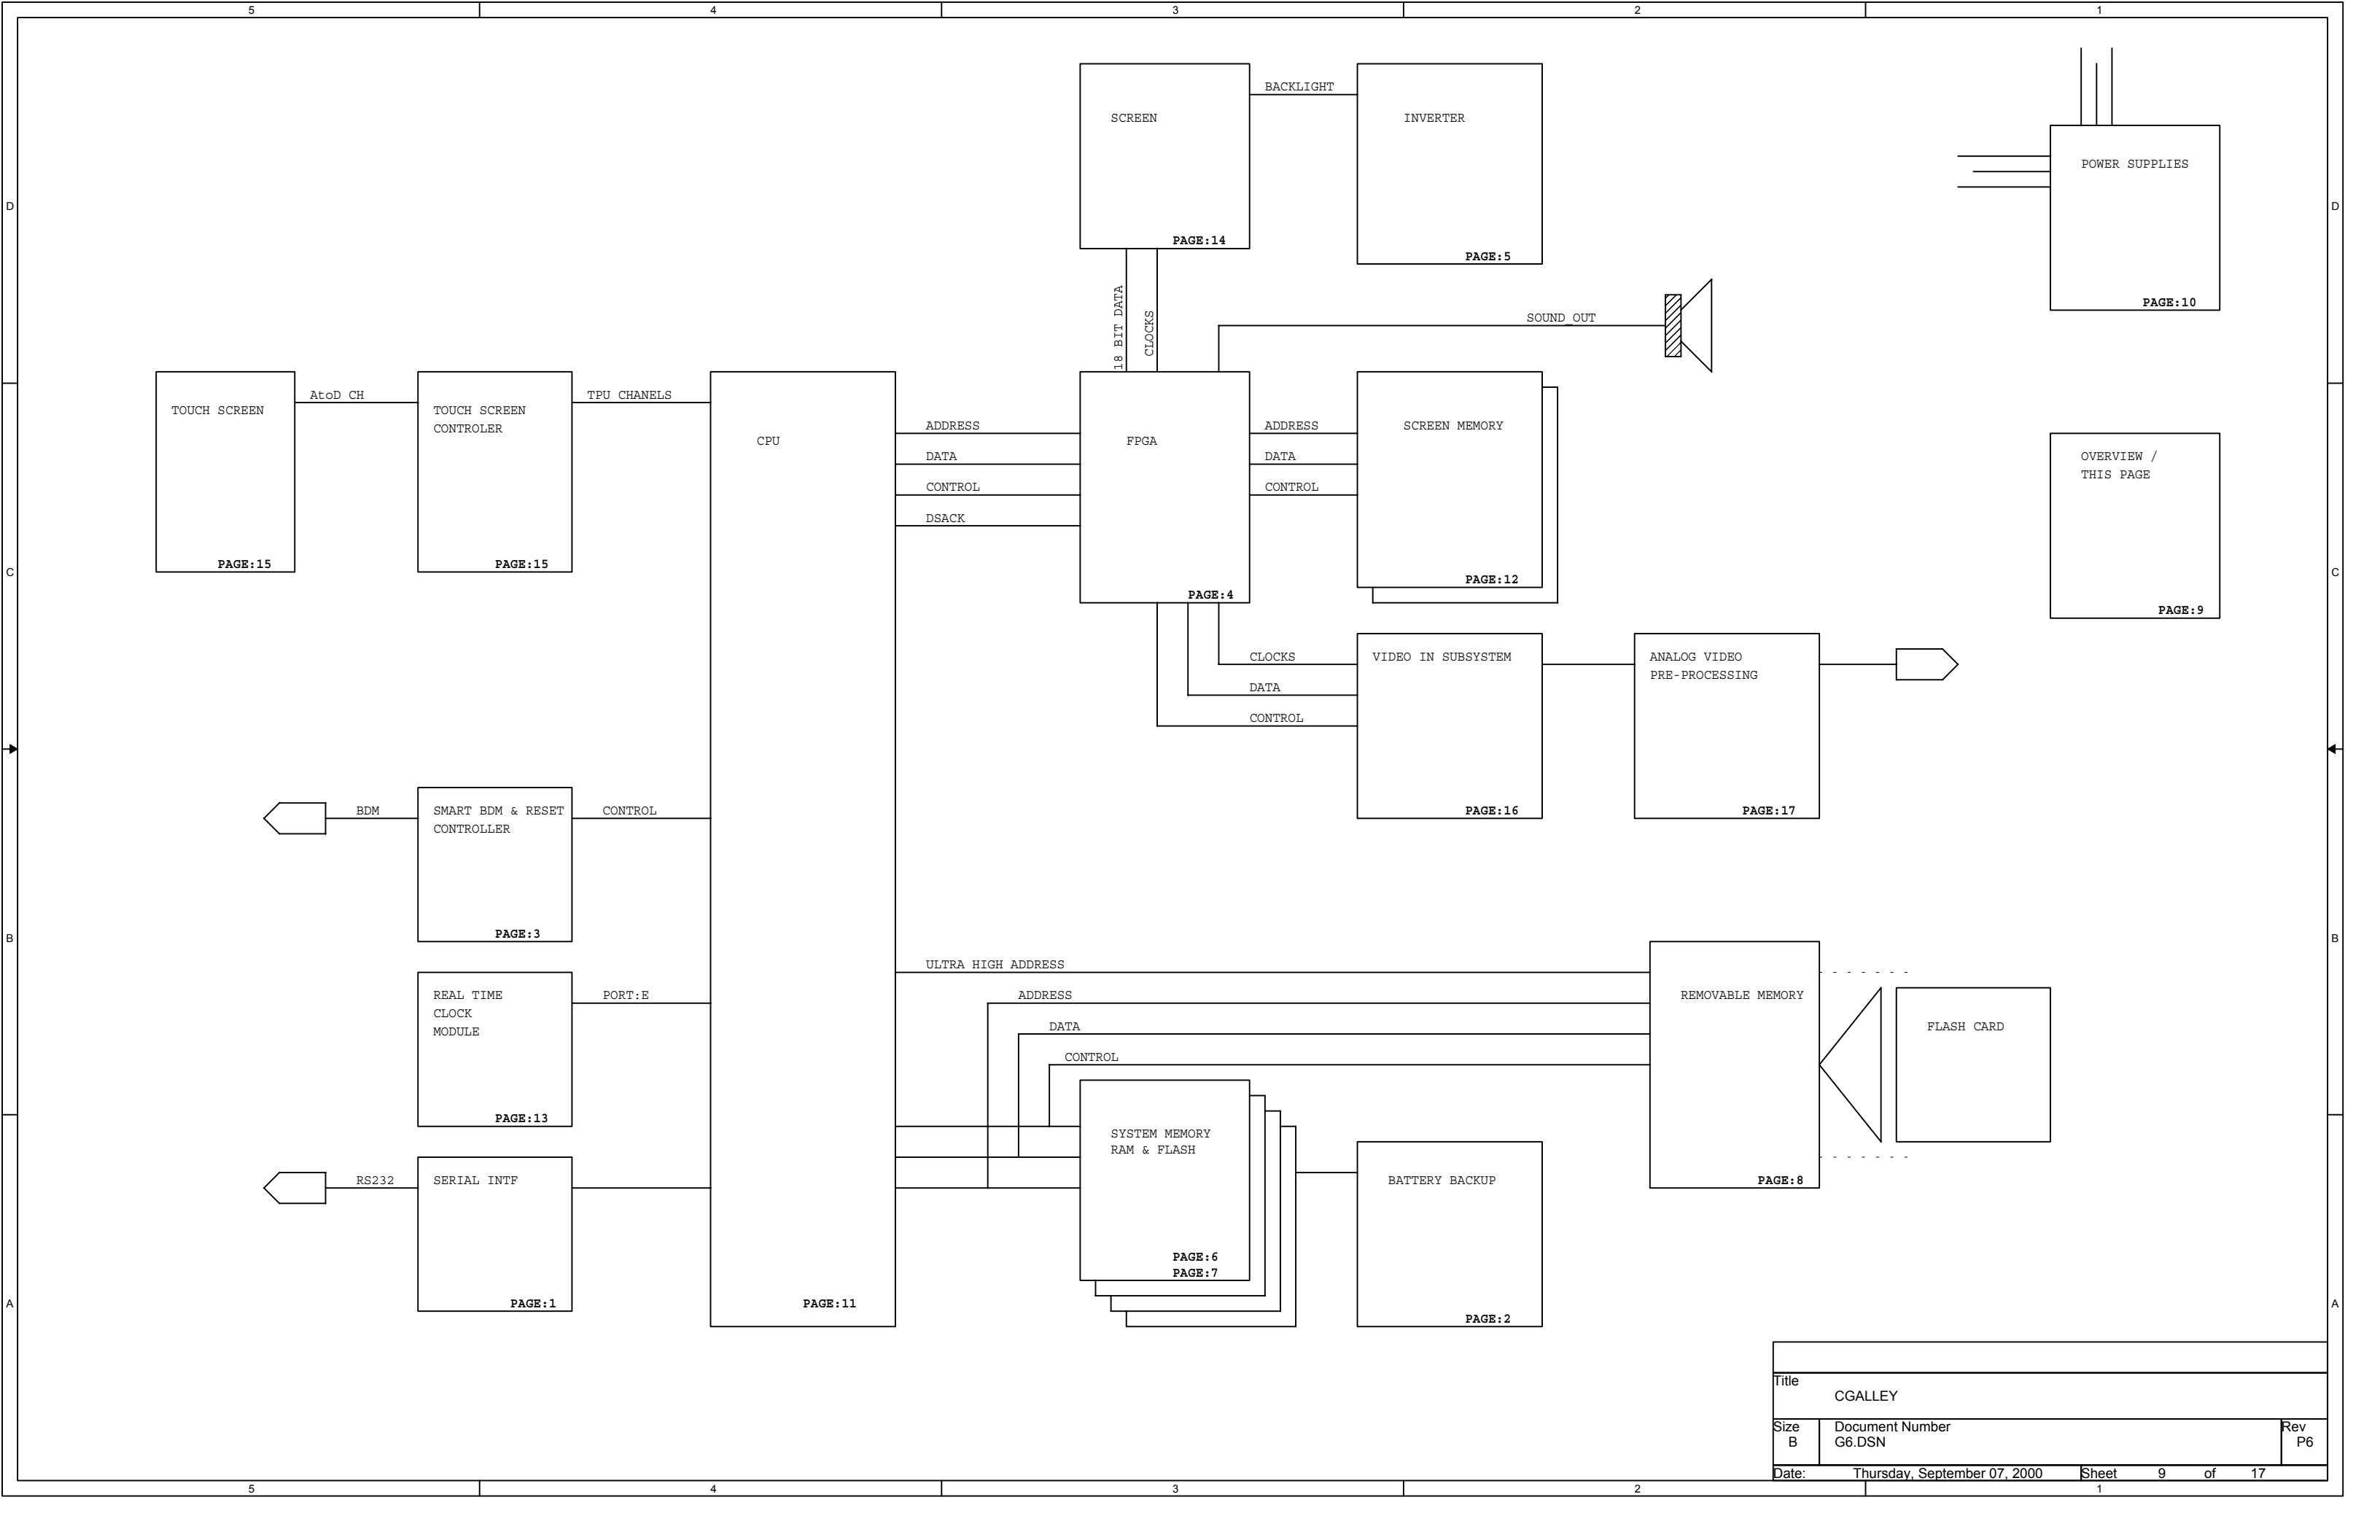 5 4 3 2 1
BACKLIGHT
SCREEN
INVERTER
POWER SUPPLIES
D
D
PAGE:14
PAGE:5
PAGE:10
18 BIT DATA
CLOCKS
SOUND_OUT
TOUCH SCREEN
AtoD CH
TOUCH SCREEN
CONTROLER
TPU CHANELS
CPU
ADDRESS
DATA
CONTROL
DSACK
FPGA
ADDRESS
DATA
CONTROL
SCREEN MEMORY
OVERVIEW /
THIS PAGE
PAGE:15
PAGE:15
C
C
PAGE:4
PAGE:12
PAGE:9
CLOCKS
DATA
CONTROL
VIDEO IN SUBSYSTEM
ANALOG VIDEO
PRE-PROCESSING
PAGE:16
PAGE:17
BDM
SMART BDM & RESET
CONTROLLER
CONTROL
PAGE:3
B
B
ULTRA HIGH ADDRESS
ADDRESS
DATA
CONTROL
REAL TIME
CLOCK
MODULE
PORT:E
REMOVABLE MEMORY
FLASH CARD
PAGE:13
SYSTEM MEMORY
RAM & FLASH
RS232
SERIAL INTF
BATTERY BACKUP
PAGE:8
PAGE:6
PAGE:7
PAGE:1
PAGE:11
PAGE:2
A
A
Title
CGALLEY
Size
B
Document Number
G6.DSN
Rev
P6
Date: Thursday, September 07, 2000 Sheet 9 of 17
5 4 3 2 1